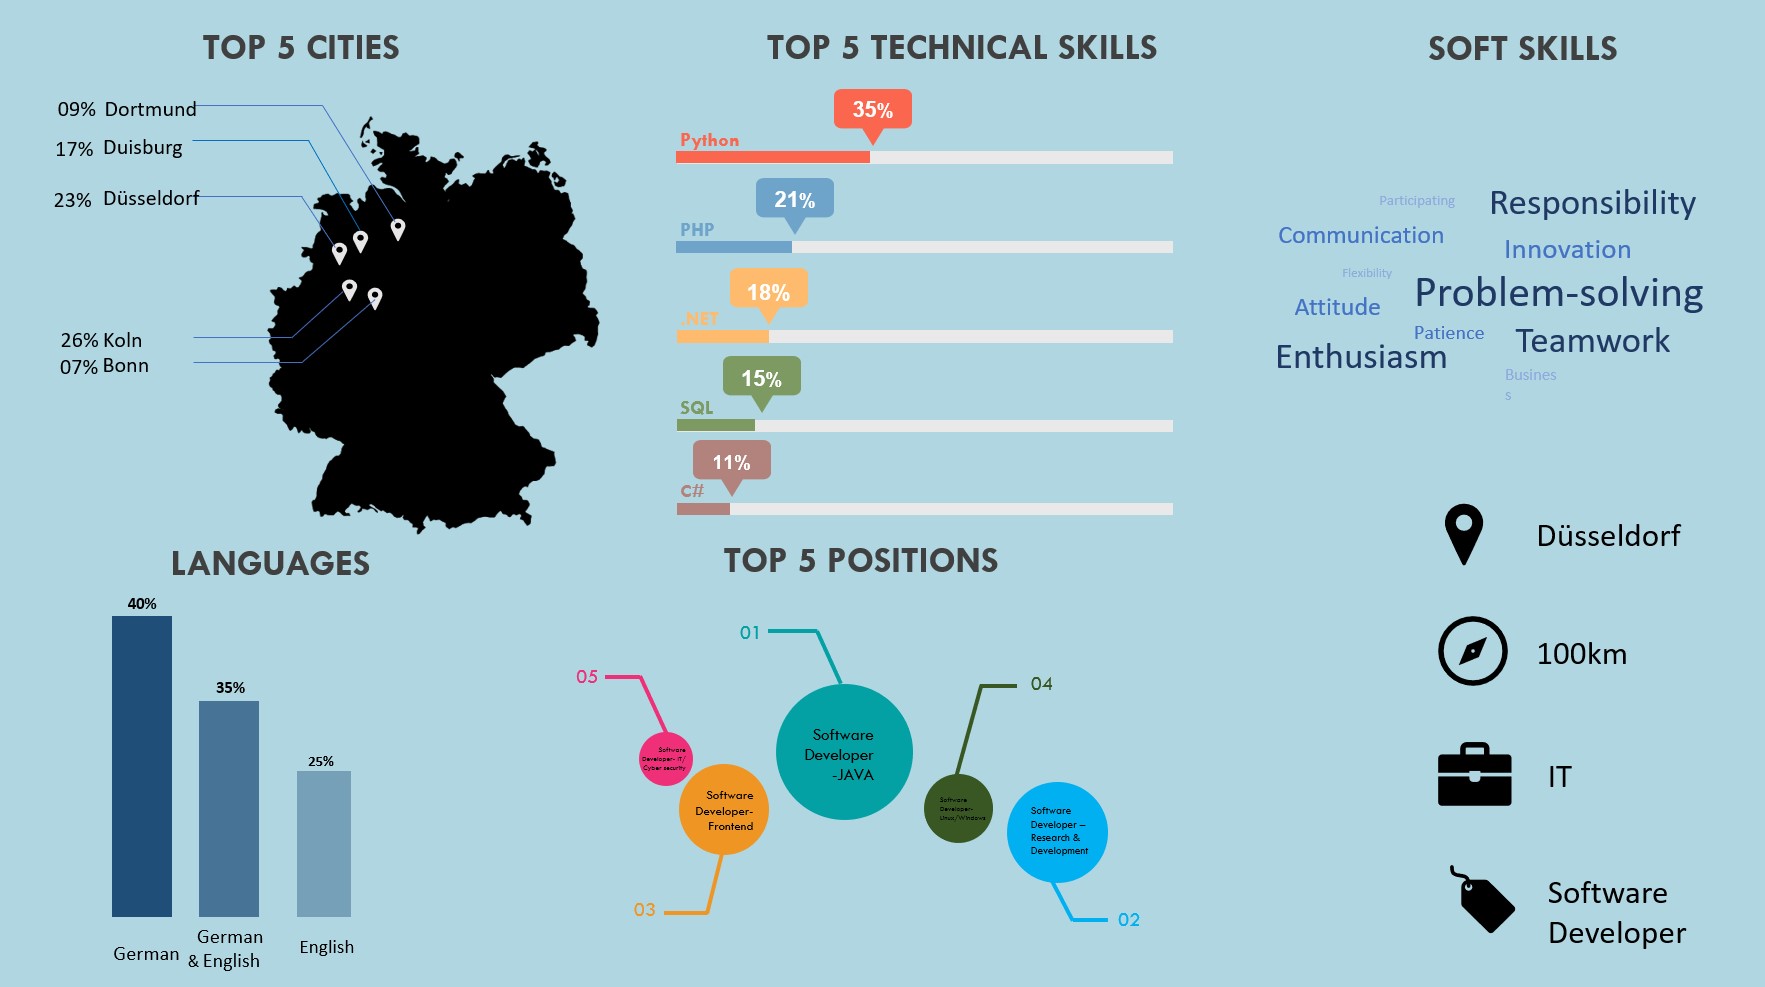 TOP 5 CITIES
09% Dortmund
17% Duisburg
23% Düsseldorf
26% Koln
07% Bonn
TOP 5 TECHNICAL SKILLS
35%
Python
21%
PHP
18%
.NET
15%
SQL
11%
C#
SOFT SKILLS
Participating
Responsibility
Communication
Innovation
Flexibility
Problem-solving
Attitude
Patience
Teamwork
Enthusiasm
Busines
s
LANGUAGES
40%
35%
25%
German
German
& English
English
TOP 5 POSITIONS
01
Software
Developer
-JAVA
05
Software
Developer- IT/
Cyber security
04
Software
Developer-
Linux/Windows
Software
Developer-
Frontend
03
Software
Developer –
Research &
Development
02
Düsseldorf
100km
IT
Software
Developer